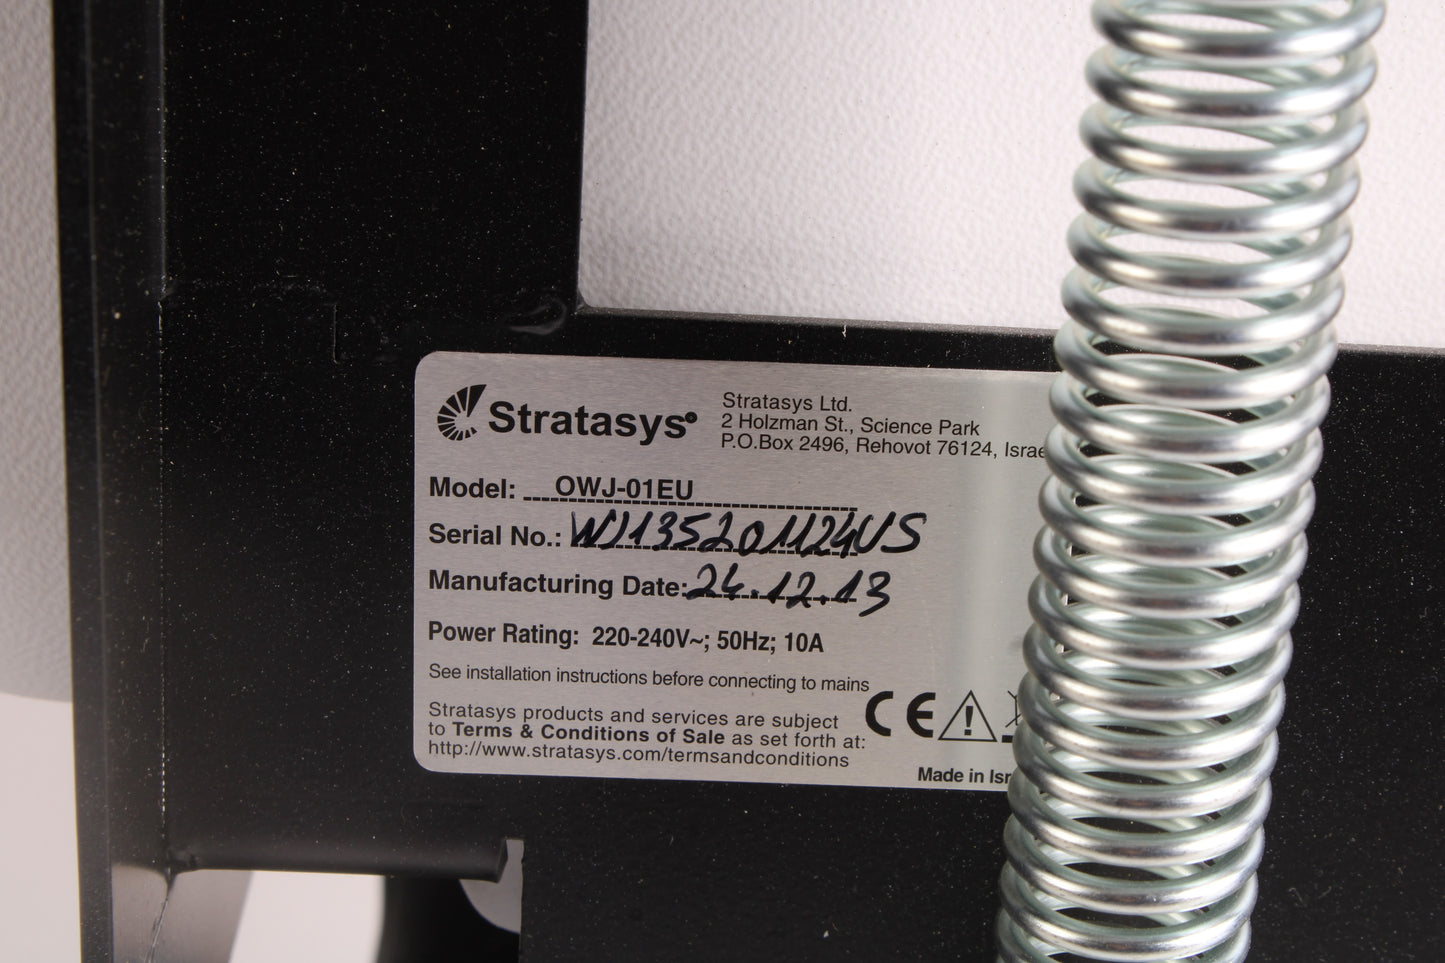 Stratasys
Stratasys Ltd.
2 Holzman St., Science Park
P.O.Box 2496, Rehovot 76124, Israe
Model: OWJ-01EU
Serial No.: WJ135201124US
Manufacturing Date: 24.12.13
Power Rating: 220-240V~; 50Hz; 10A
See installation instructions before connecting to mains
Stratasys products and services are subject
to Terms & Conditions of Sale as set forth at:
http://www.stratasys.com/termsandconditions
CE
Made in Isr